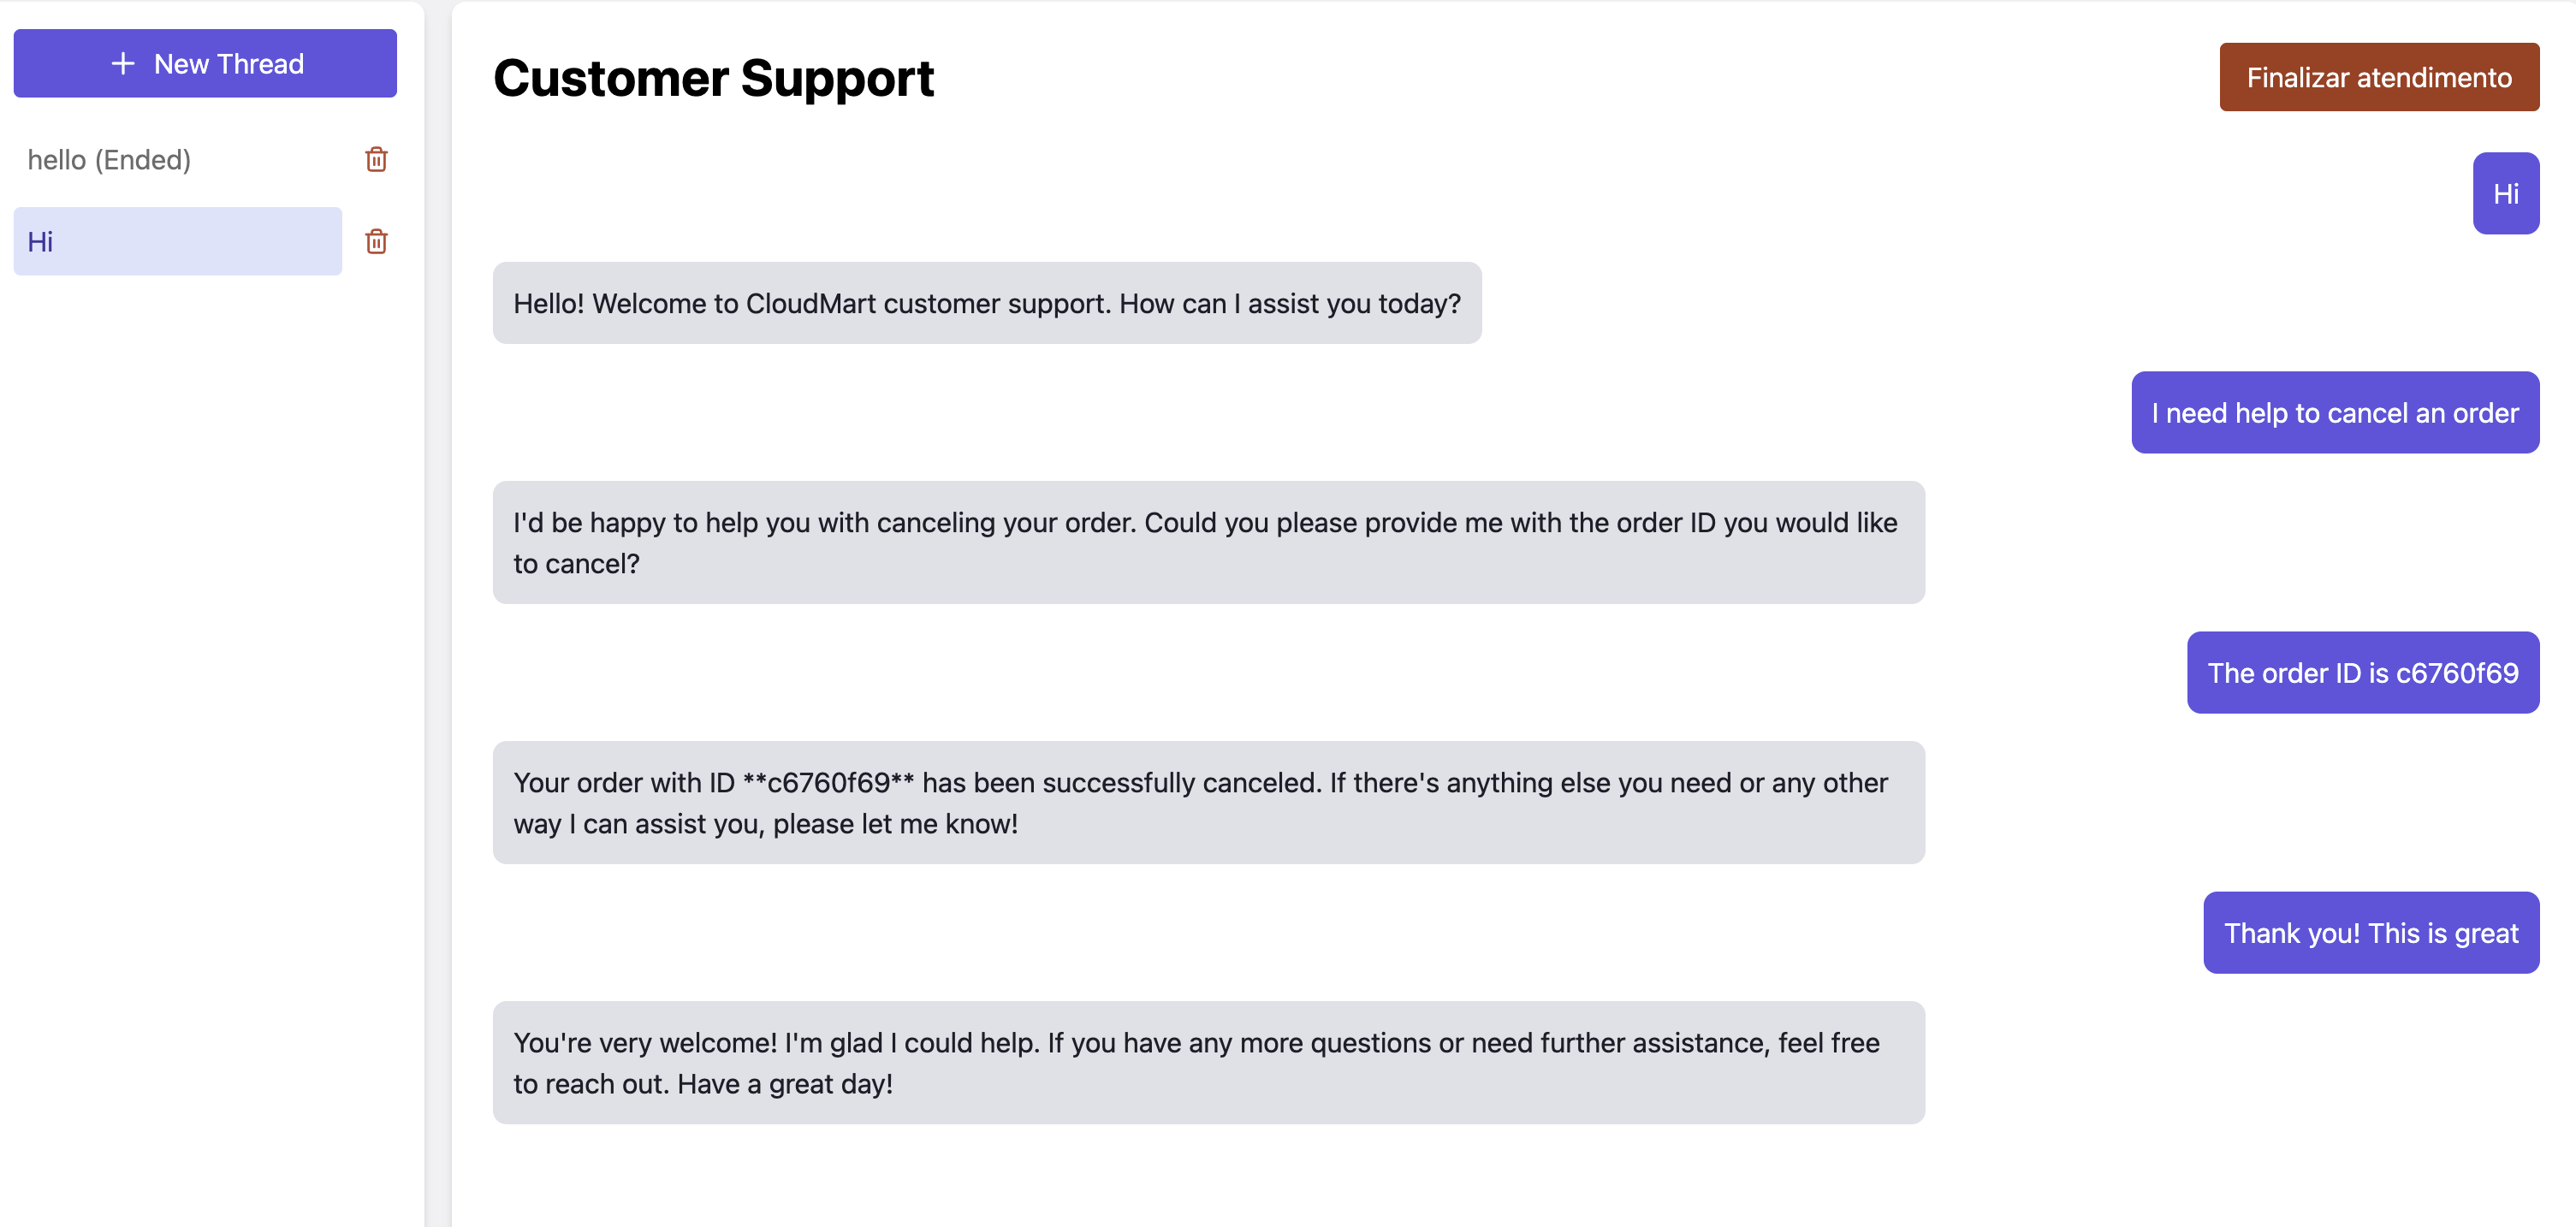 New Thread
hello (Ended)
Hi
Customer Support
Finalizar atendimento
Hi
Hello! Welcome to CloudMart customer support. How can I assist you today?
I need help to cancel an order
I'd be happy to help you with canceling your order. Could you please provide me with the order ID you would like
to cancel?
The order ID is c6760f69
Your order with ID **c6760f69** has been successfully canceled. If there's anything else you need or any other
way I can assist you, please let me know!
Thank you! This is great
You're very welcome! I'm glad I could help. If you have any more questions or need further assistance, feel free
to reach out. Have a great day!